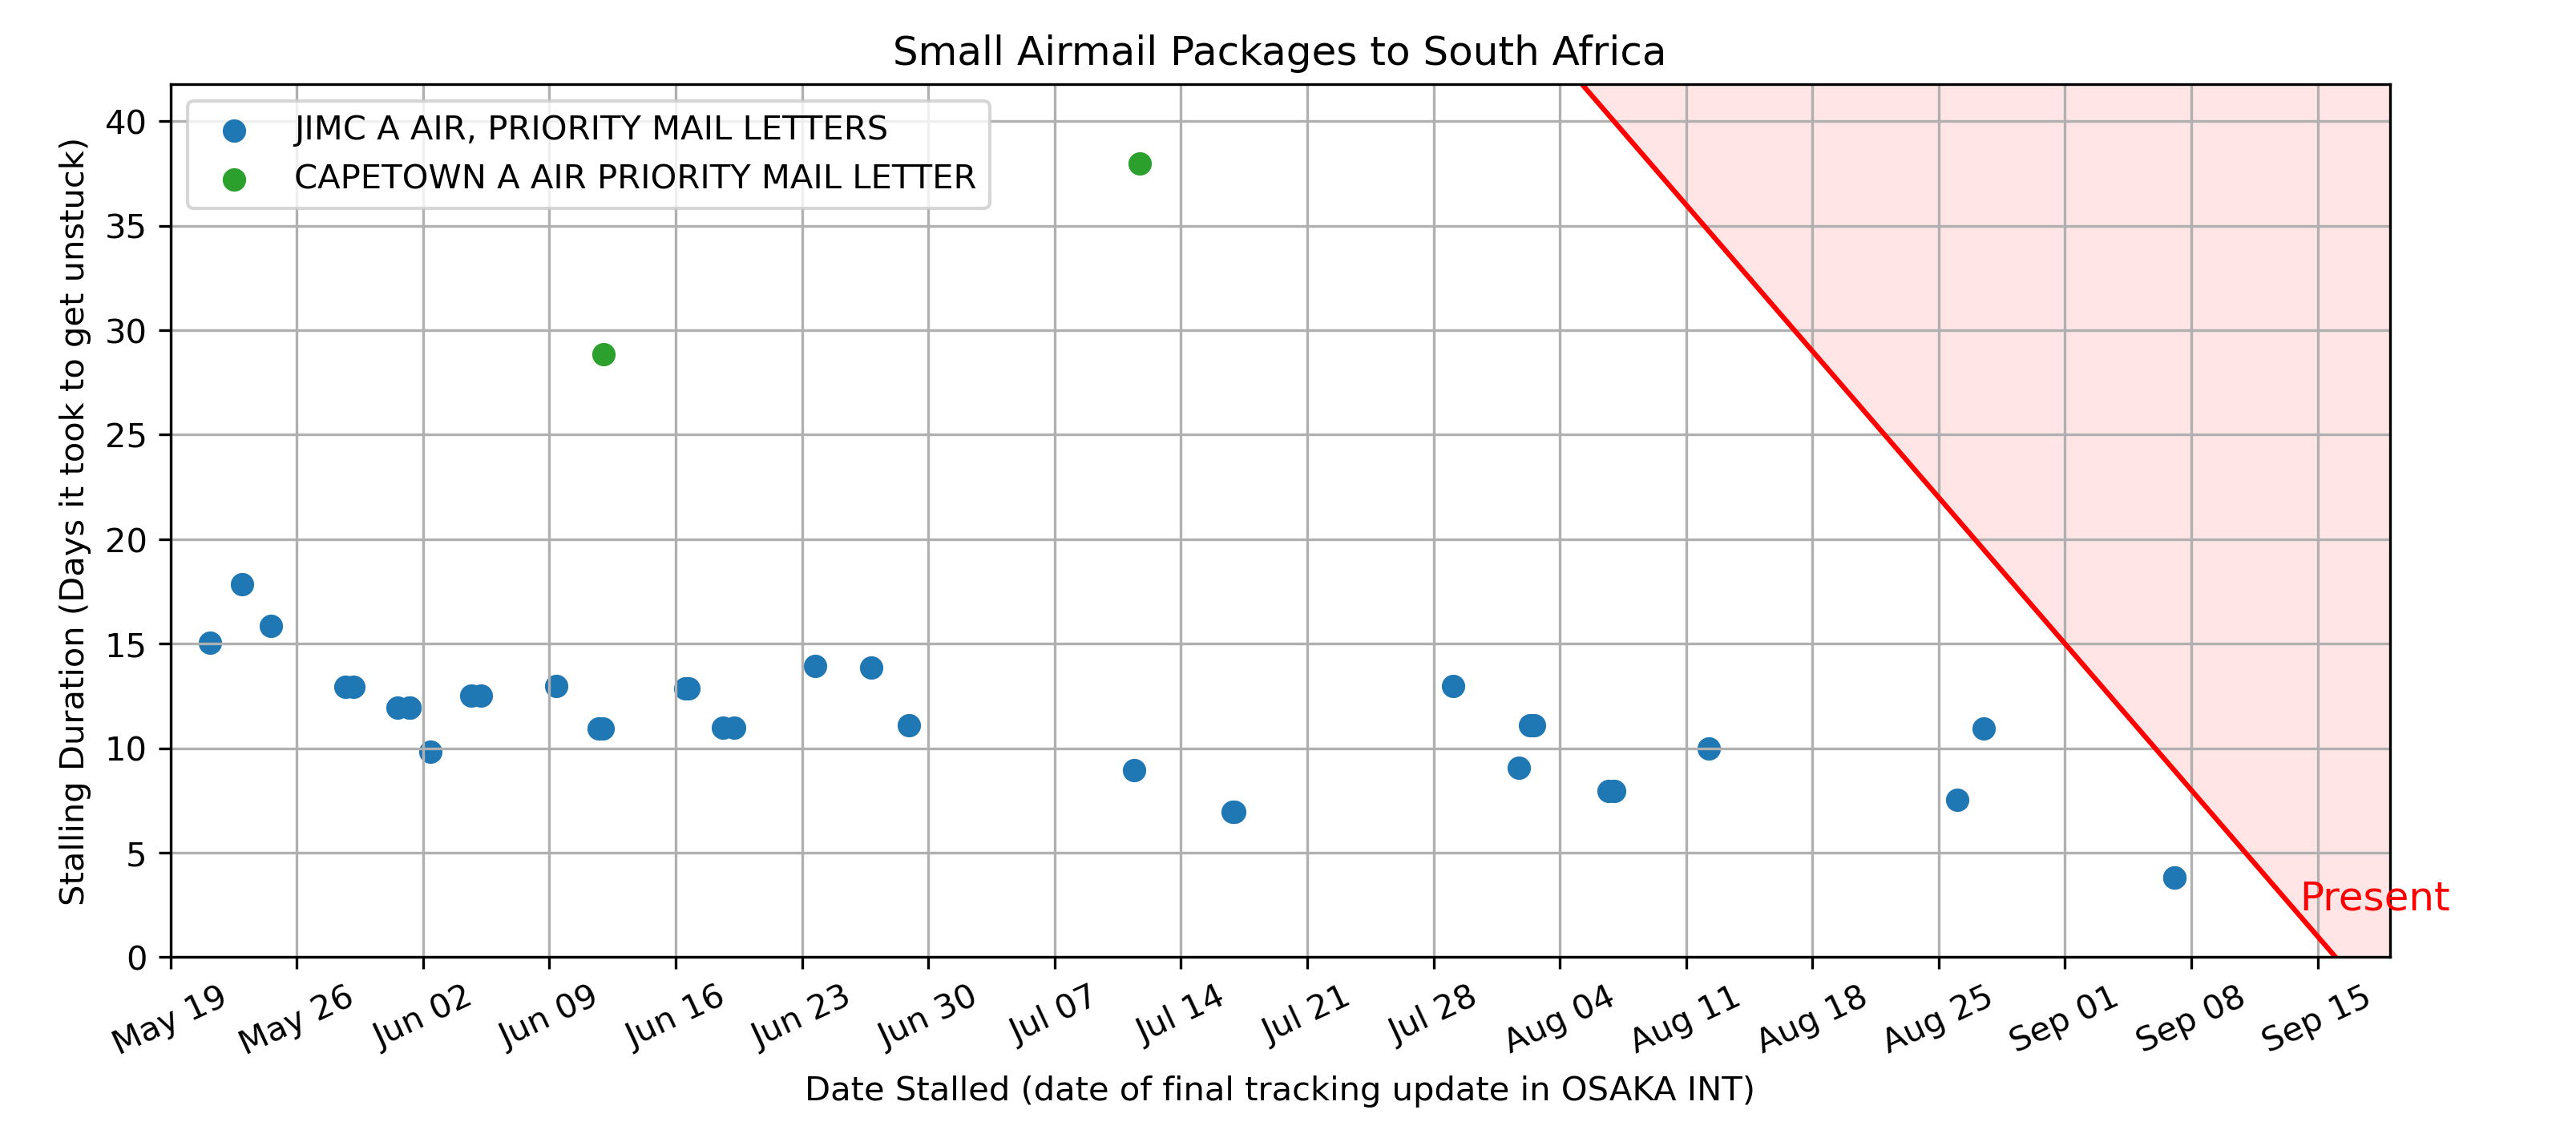 Small Airmail Packages to South Africa
JIMC A AIR, PRIORITY MAIL LETTERS
CAPETOWN A AIR PRIORITY MAIL LETTER
Stalling Duration (Days it took to get unstuck)
40
35
30
25
20
15
10
5
0
Present
May 19
May 26
Jun 02
Jun 09
Jun 16
Jun 23
Jun 30
Jul 07
Jul 14
Jul 21
Jul 28
Aug 04
Aug 11
Aug 18
Aug 25
Sep 01
Sep 08
Sep 15
Date Stalled (date of final tracking update in OSAKA INT)